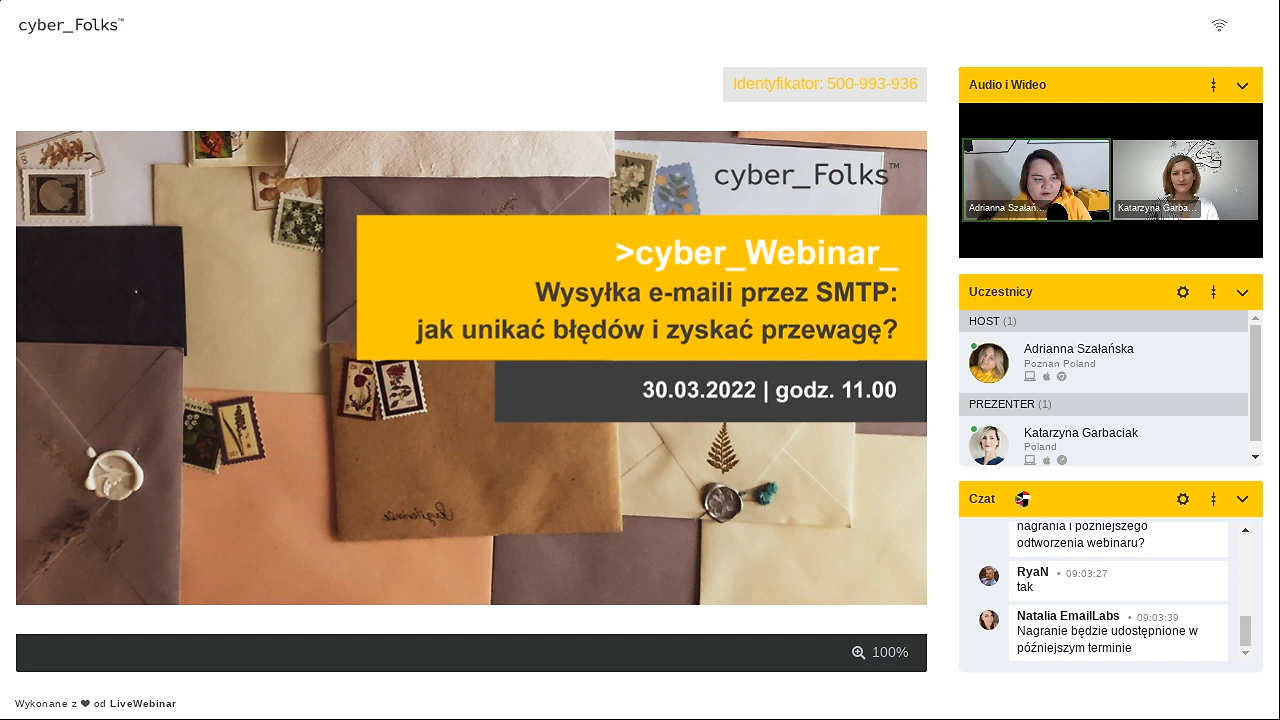 cyber_Folks™
Identyfikator: 500-993-936
cyber_Folks™
>cyber_Webinar_
Wysyłka e-maili przez SMTP:
jak unikać błędów i zyskać przewagę?
30.03.2022 | godz. 11.00
100%
Wykonane z ❤ od LiveWebinar
Audio i Wideo
Adrianna Szałań...
Katarzyna Garba...
Uczestnicy
HOST (1)
Adrianna Szałańska
Poznan Poland
PREZENTER (1)
Katarzyna Garbaciak
Poland
Czat
nagrania i późniejszego
odtworzenia webinaru?
RyaN • 09:03:27
tak
Natalia EmailLabs • 09:03:39
Nagranie będzie udostępnione w
późniejszym terminie